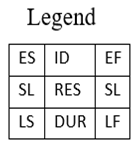 Legend
ES ID EF
SL RES SL
LS DUR LF